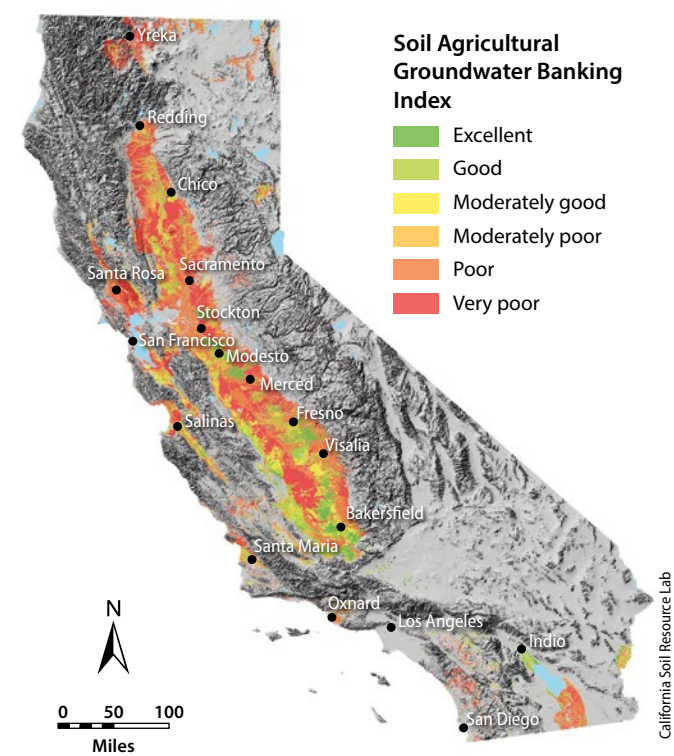 Soil Agricultural
Groundwater Banking
Index
Excellent
Good
Moderately good
Moderately poor
Poor
Very poor
Yreka
Redding
Chico
Santa Rosa
Sacramento
Stockton
San Francisco
Modesto
Merced
Salinas
Fresno
Visalia
Bakersfield
Santa Maria
Oxnard
Los Angeles
Indio
San Diego
N
0 50 100
Miles
California Soil Resource Lab